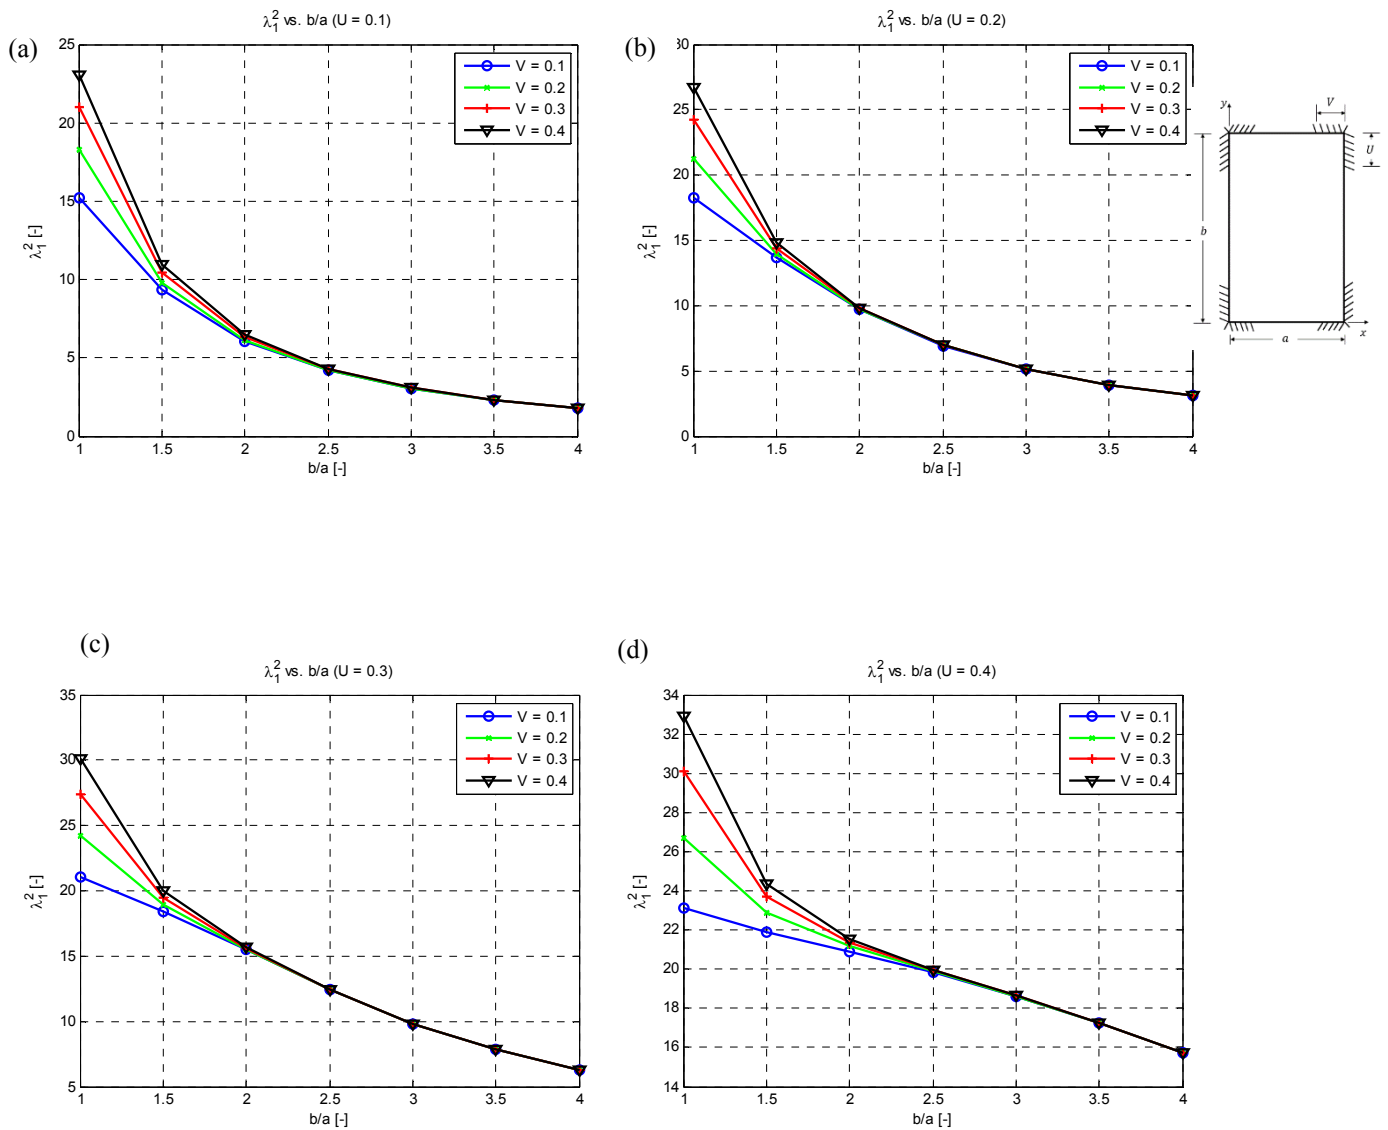 (a)
λ₁² vs. b/a (U = 0.1)
25
20
15
10
5
0
λ₁² [-]
1 1.5 2 2.5 3 3.5 4
b/a [-]
V = 0.1
V = 0.2
V = 0.3
V = 0.4
(b)
λ₁² vs. b/a (U = 0.2)
30
25
20
15
10
5
0
λ₁² [-]
1 1.5 2 2.5 3 3.5 4
b/a [-]
V = 0.1
V = 0.2
V = 0.3
V = 0.4
y
V
U
b
a
x
(c)
λ₁² vs. b/a (U = 0.3)
35
30
25
20
15
10
5
λ₁² [-]
1 1.5 2 2.5 3 3.5 4
b/a [-]
V = 0.1
V = 0.2
V = 0.3
V = 0.4
(d)
λ₁² vs. b/a (U = 0.4)
34
32
30
28
26
24
22
20
18
16
14
λ₁² [-]
1 1.5 2 2.5 3 3.5 4
b/a [-]
V = 0.1
V = 0.2
V = 0.3
V = 0.4